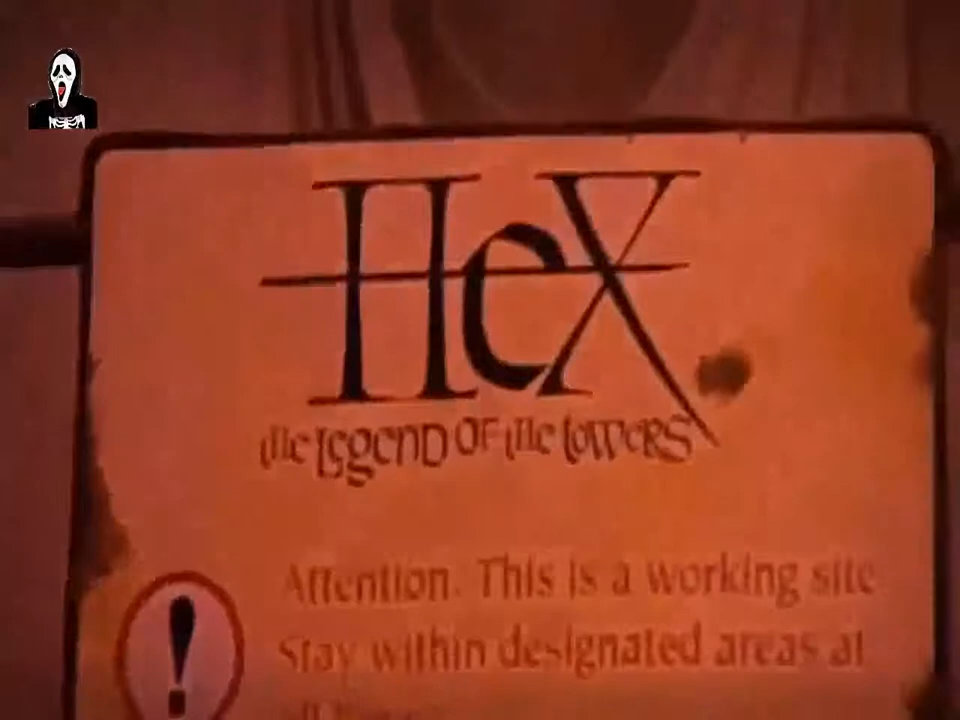 Hex
the LegenD OF the towerS
Attention. This is a working site
Stay within designated areas at